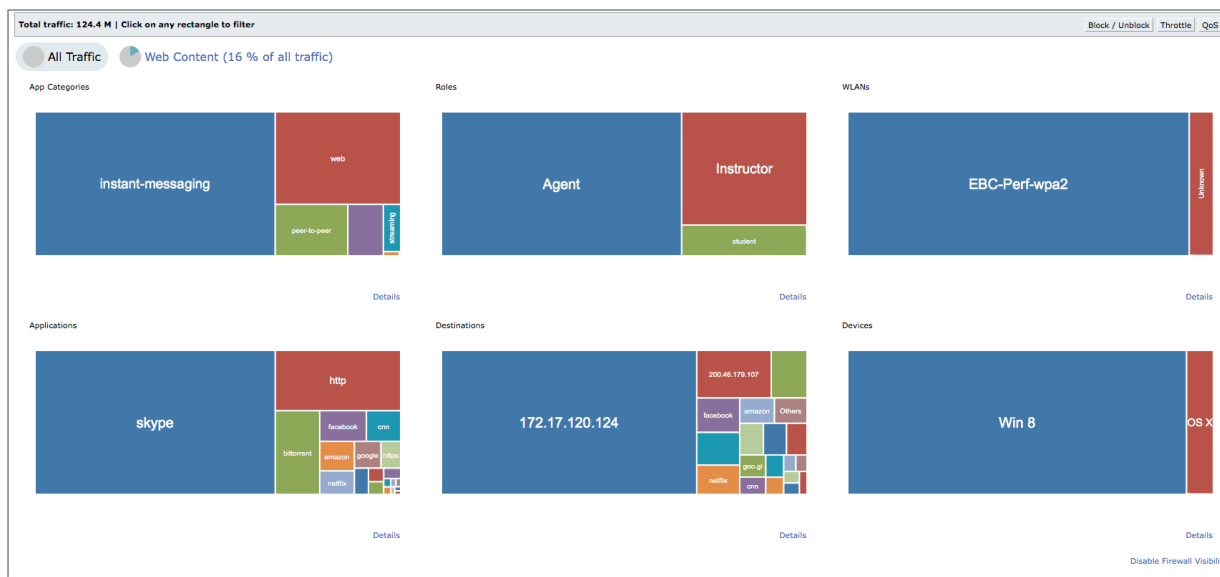 Total traffic: 124.4 M | Click on any rectangle to filter
Block / Unblock
Throttle
QoS
All Traffic
Web Content (16 % of all traffic)
App Categories
Roles
WLANs
instant-messaging
web
peer-to-peer
streaming
Agent
Instructor
student
EBC-Perf-wpa2
Unknown
Details
Details
Details
Applications
Destinations
Devices
skype
http
bittorrent
facebook
cnn
amazon
google
https
netflix
172.17.120.124
200.46.179.107
facebook
amazon
Others
goo.gl
netflix
cnn
Win 8
OS X
Details
Details
Details
Disable Firewall Visibili